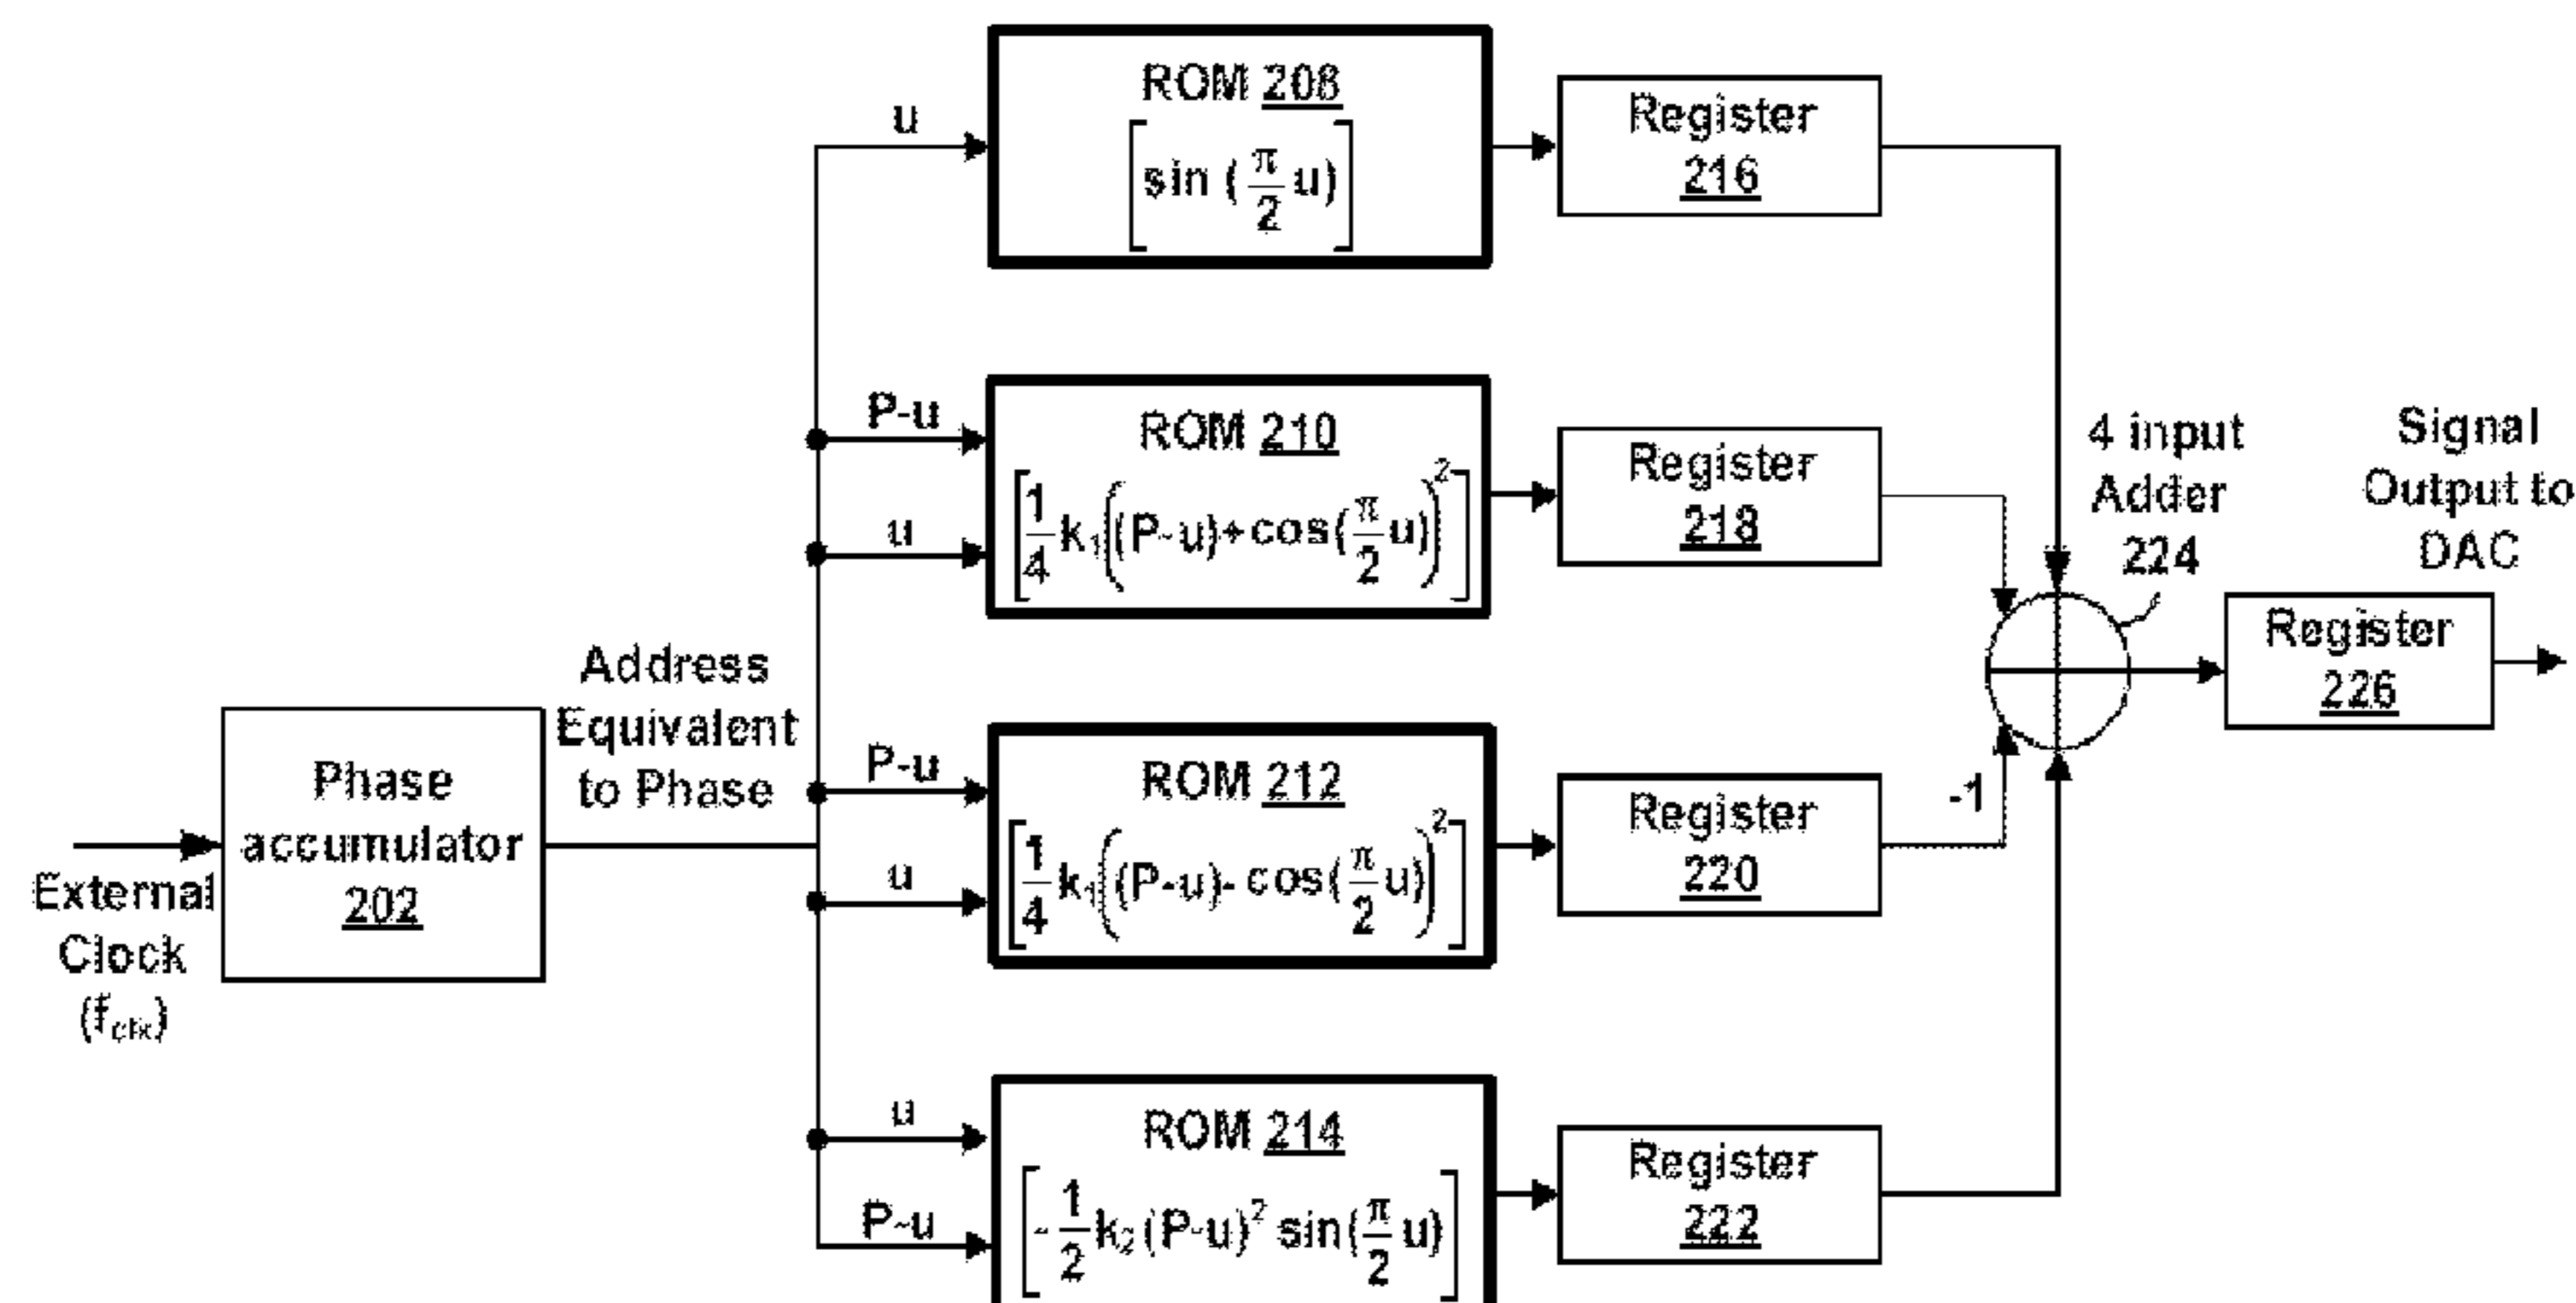 External
Clock
(f_clk)
Phase
accumulator
202
Address
Equivalent
to Phase
u
ROM 208
[sin (π/2 u)]
Register
216
P-u
u
ROM 210
[1/4 k₁((P-u)+cos(π/2 u))²]
Register
218
P-u
u
ROM 212
[1/4 k₁((P-u)-cos(π/2 u))²]
Register
220
-1
u
P-u
ROM 214
[-1/2 k₂(P-u)² sin(π/2 u)]
Register
222
4 input
Adder
224
Register
226
Signal
Output to
DAC